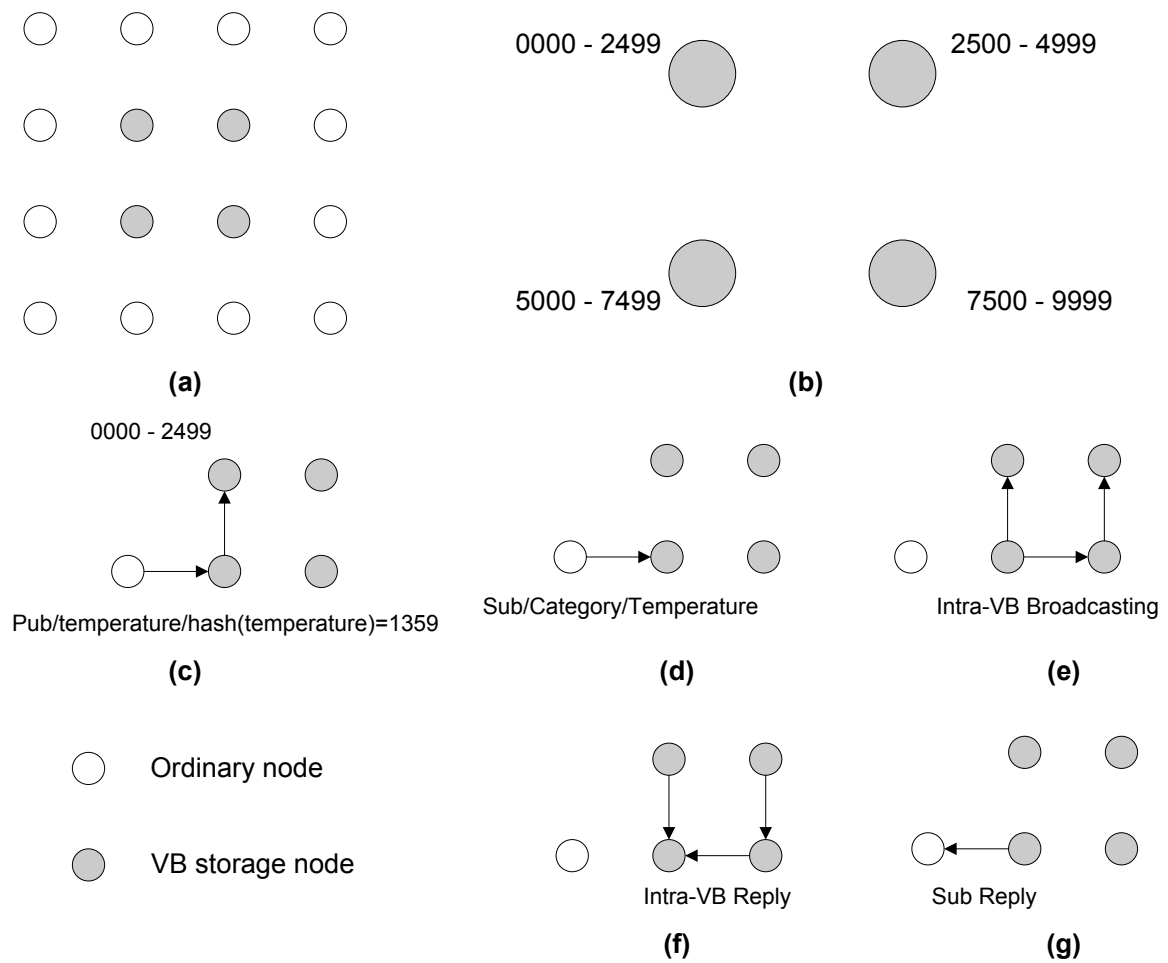 0000 - 2499
2500 - 4999
5000 - 7499
7500 - 9999
(a)
(b)
0000 - 2499
Pub/temperature/hash(temperature)=1359
Sub/Category/Temperature
Intra-VB Broadcasting
(c)
(d)
(e)
Ordinary node
VB storage node
Intra-VB Reply
Sub Reply
(f)
(g)